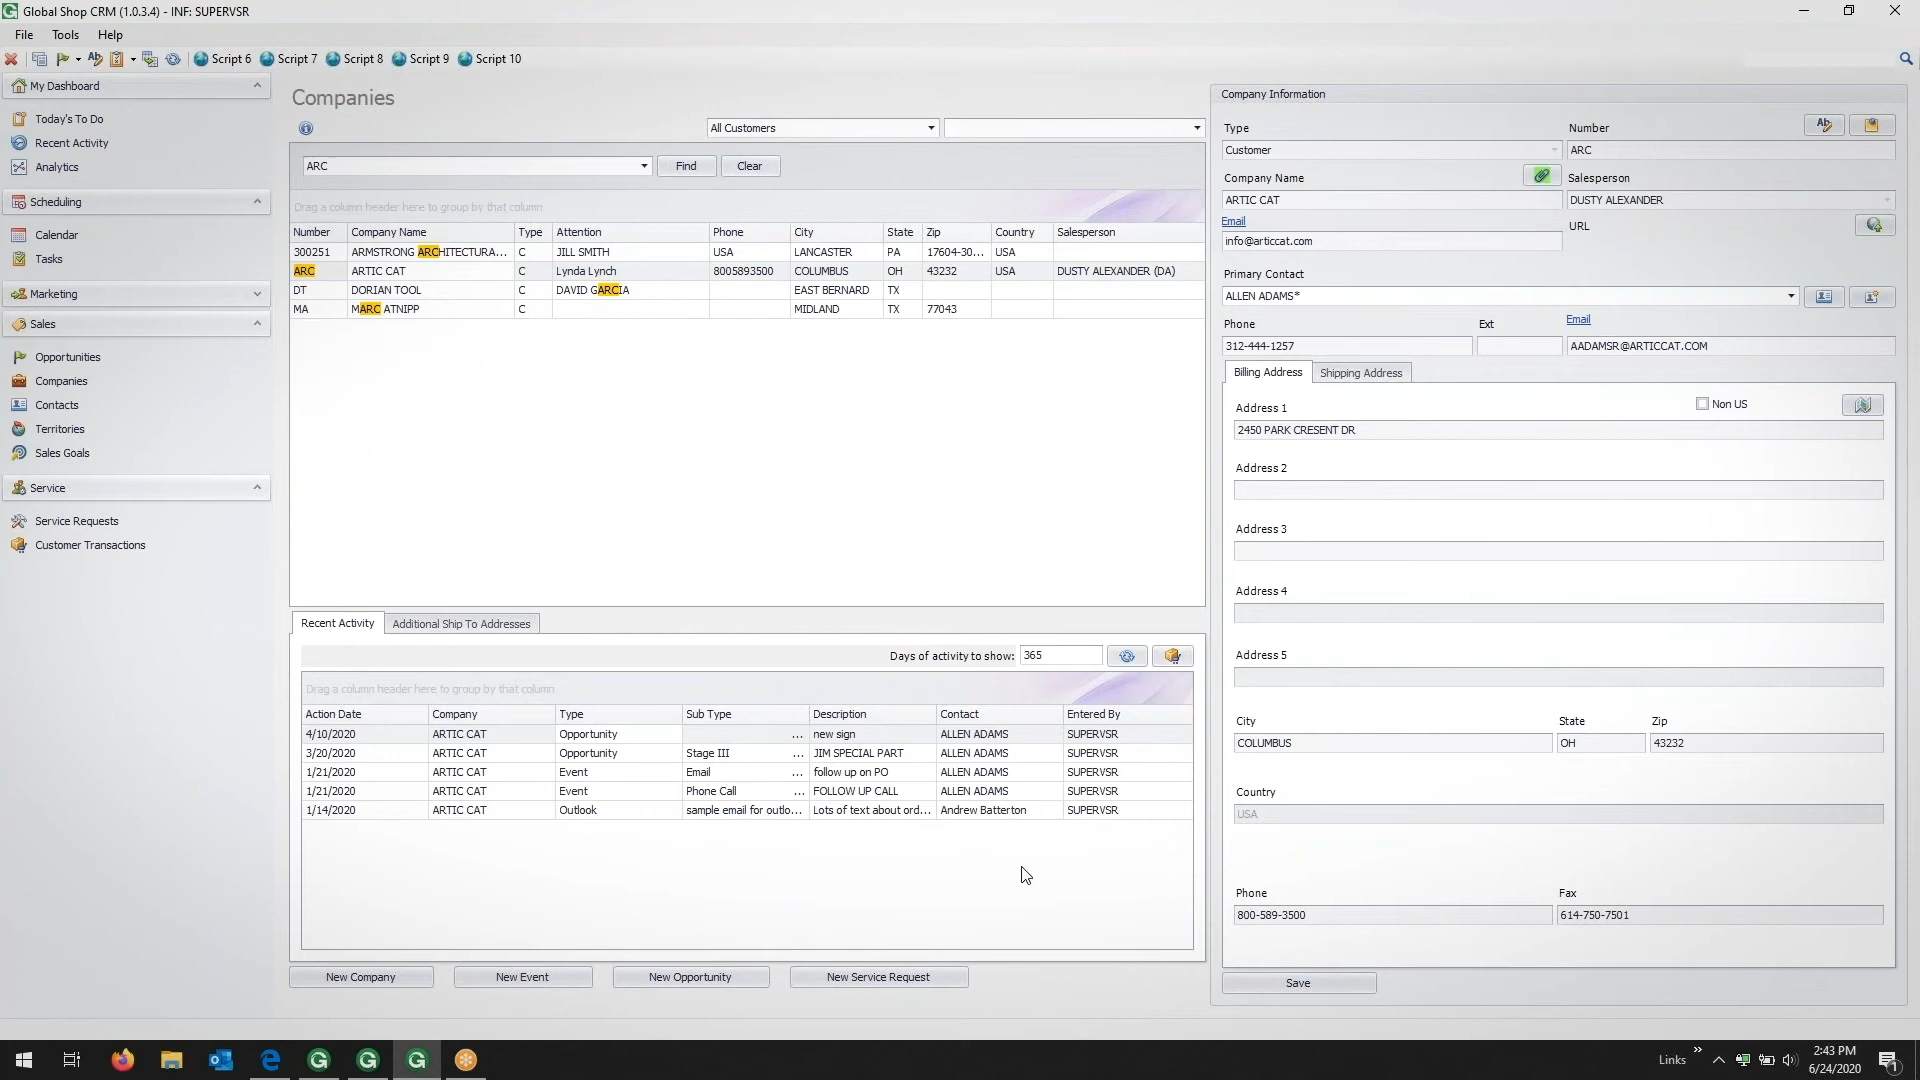 Global Shop CRM (1.0.3.4) - INF: SUPERVSR
File Tools Help
Script 6 Script 7 Script 8 Script 9 Script 10
My Dashboard
Today's To Do
Recent Activity
Analytics
Scheduling
Calendar
Tasks
Marketing
Sales
Opportunities
Companies
Contacts
Territories
Sales Goals
Service
Service Requests
Customer Transactions
Companies
All Customers
ARC Find Clear
Drag a column header here to group by that column
Number Company Name Type Attention Phone City State Zip Country Salesperson
300251 ARMSTRONG ARCHITECTURA... C JILL SMITH USA LANCASTER PA 17604-30... USA
ARC ARTIC CAT C Lynda Lynch 8005893500 COLUMBUS OH 43232 USA DUSTY ALEXANDER (DA)
DT DORIAN TOOL C DAVID GARCIA EAST BERNARD TX
MA MARC ATNIPP C MIDLAND TX 77043
Recent Activity Additional Ship To Addresses
Days of activity to show: 365
Drag a column header here to group by that column
Action Date Company Type Sub Type Description Contact Entered By
4/10/2020 ARTIC CAT Opportunity ... new sign ALLEN ADAMS SUPERVSR
3/20/2020 ARTIC CAT Opportunity Stage III ... JIM SPECIAL PART ALLEN ADAMS SUPERVSR
1/21/2020 ARTIC CAT Event Email ... follow up on PO ALLEN ADAMS SUPERVSR
1/21/2020 ARTIC CAT Event Phone Call ... FOLLOW UP CALL ALLEN ADAMS SUPERVSR
1/14/2020 ARTIC CAT Outlook sample email for outlo... Lots of text about ord... Andrew Batterton SUPERVSR
New Company New Event New Opportunity New Service Request
Company Information
Type Number
Customer ARC
Company Name Salesperson
ARTIC CAT DUSTY ALEXANDER
Email URL
info@articcat.com
Primary Contact
ALLEN ADAMS*
Phone Ext Email
312-444-1257 AADAMSR@ARTICCAT.COM
Billing Address Shipping Address
Address 1 Non US
2450 PARK CRESENT DR
Address 2
Address 3
Address 4
Address 5
City State Zip
COLUMBUS OH 43232
Country
USA
Phone Fax
800-589-3500 614-750-7501
Save
Links 2:43 PM
6/24/2020 1